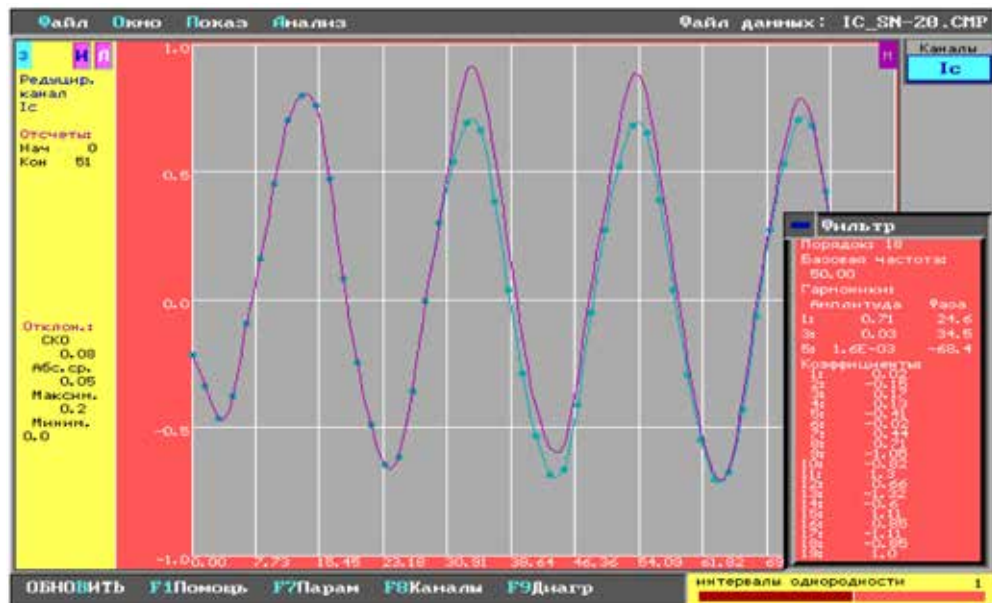 Файл Окно Показ Анализ Файл данных: IC_SN-20.CMP
Э И Л
Редуцир.
канал
Ic
Отсчеты:
Нач 0
Кон 51
Отклон.:
СКО
0.08
Абс.ср.
0.05
Максим.
0.2
Миним.
0.0
1.0
0.5
0.0
-0.5
-1.0
0.00 7.73 15.45 23.18 30.91 38.64 46.36 54.09 61.82
Каналы
Ic
Фильтр
Порядок: 18
Базовая частота:
50.00
Гармоники:
Амплитуда Фаза
1: 0.71 24.6
3: 0.03 34.5
5: 1.6E-03 -68.4
Коэффициенты:
ОБНОВИТЬ F1Помощь F7Парам F8Каналы F9Диагр
интервалы однородности 1